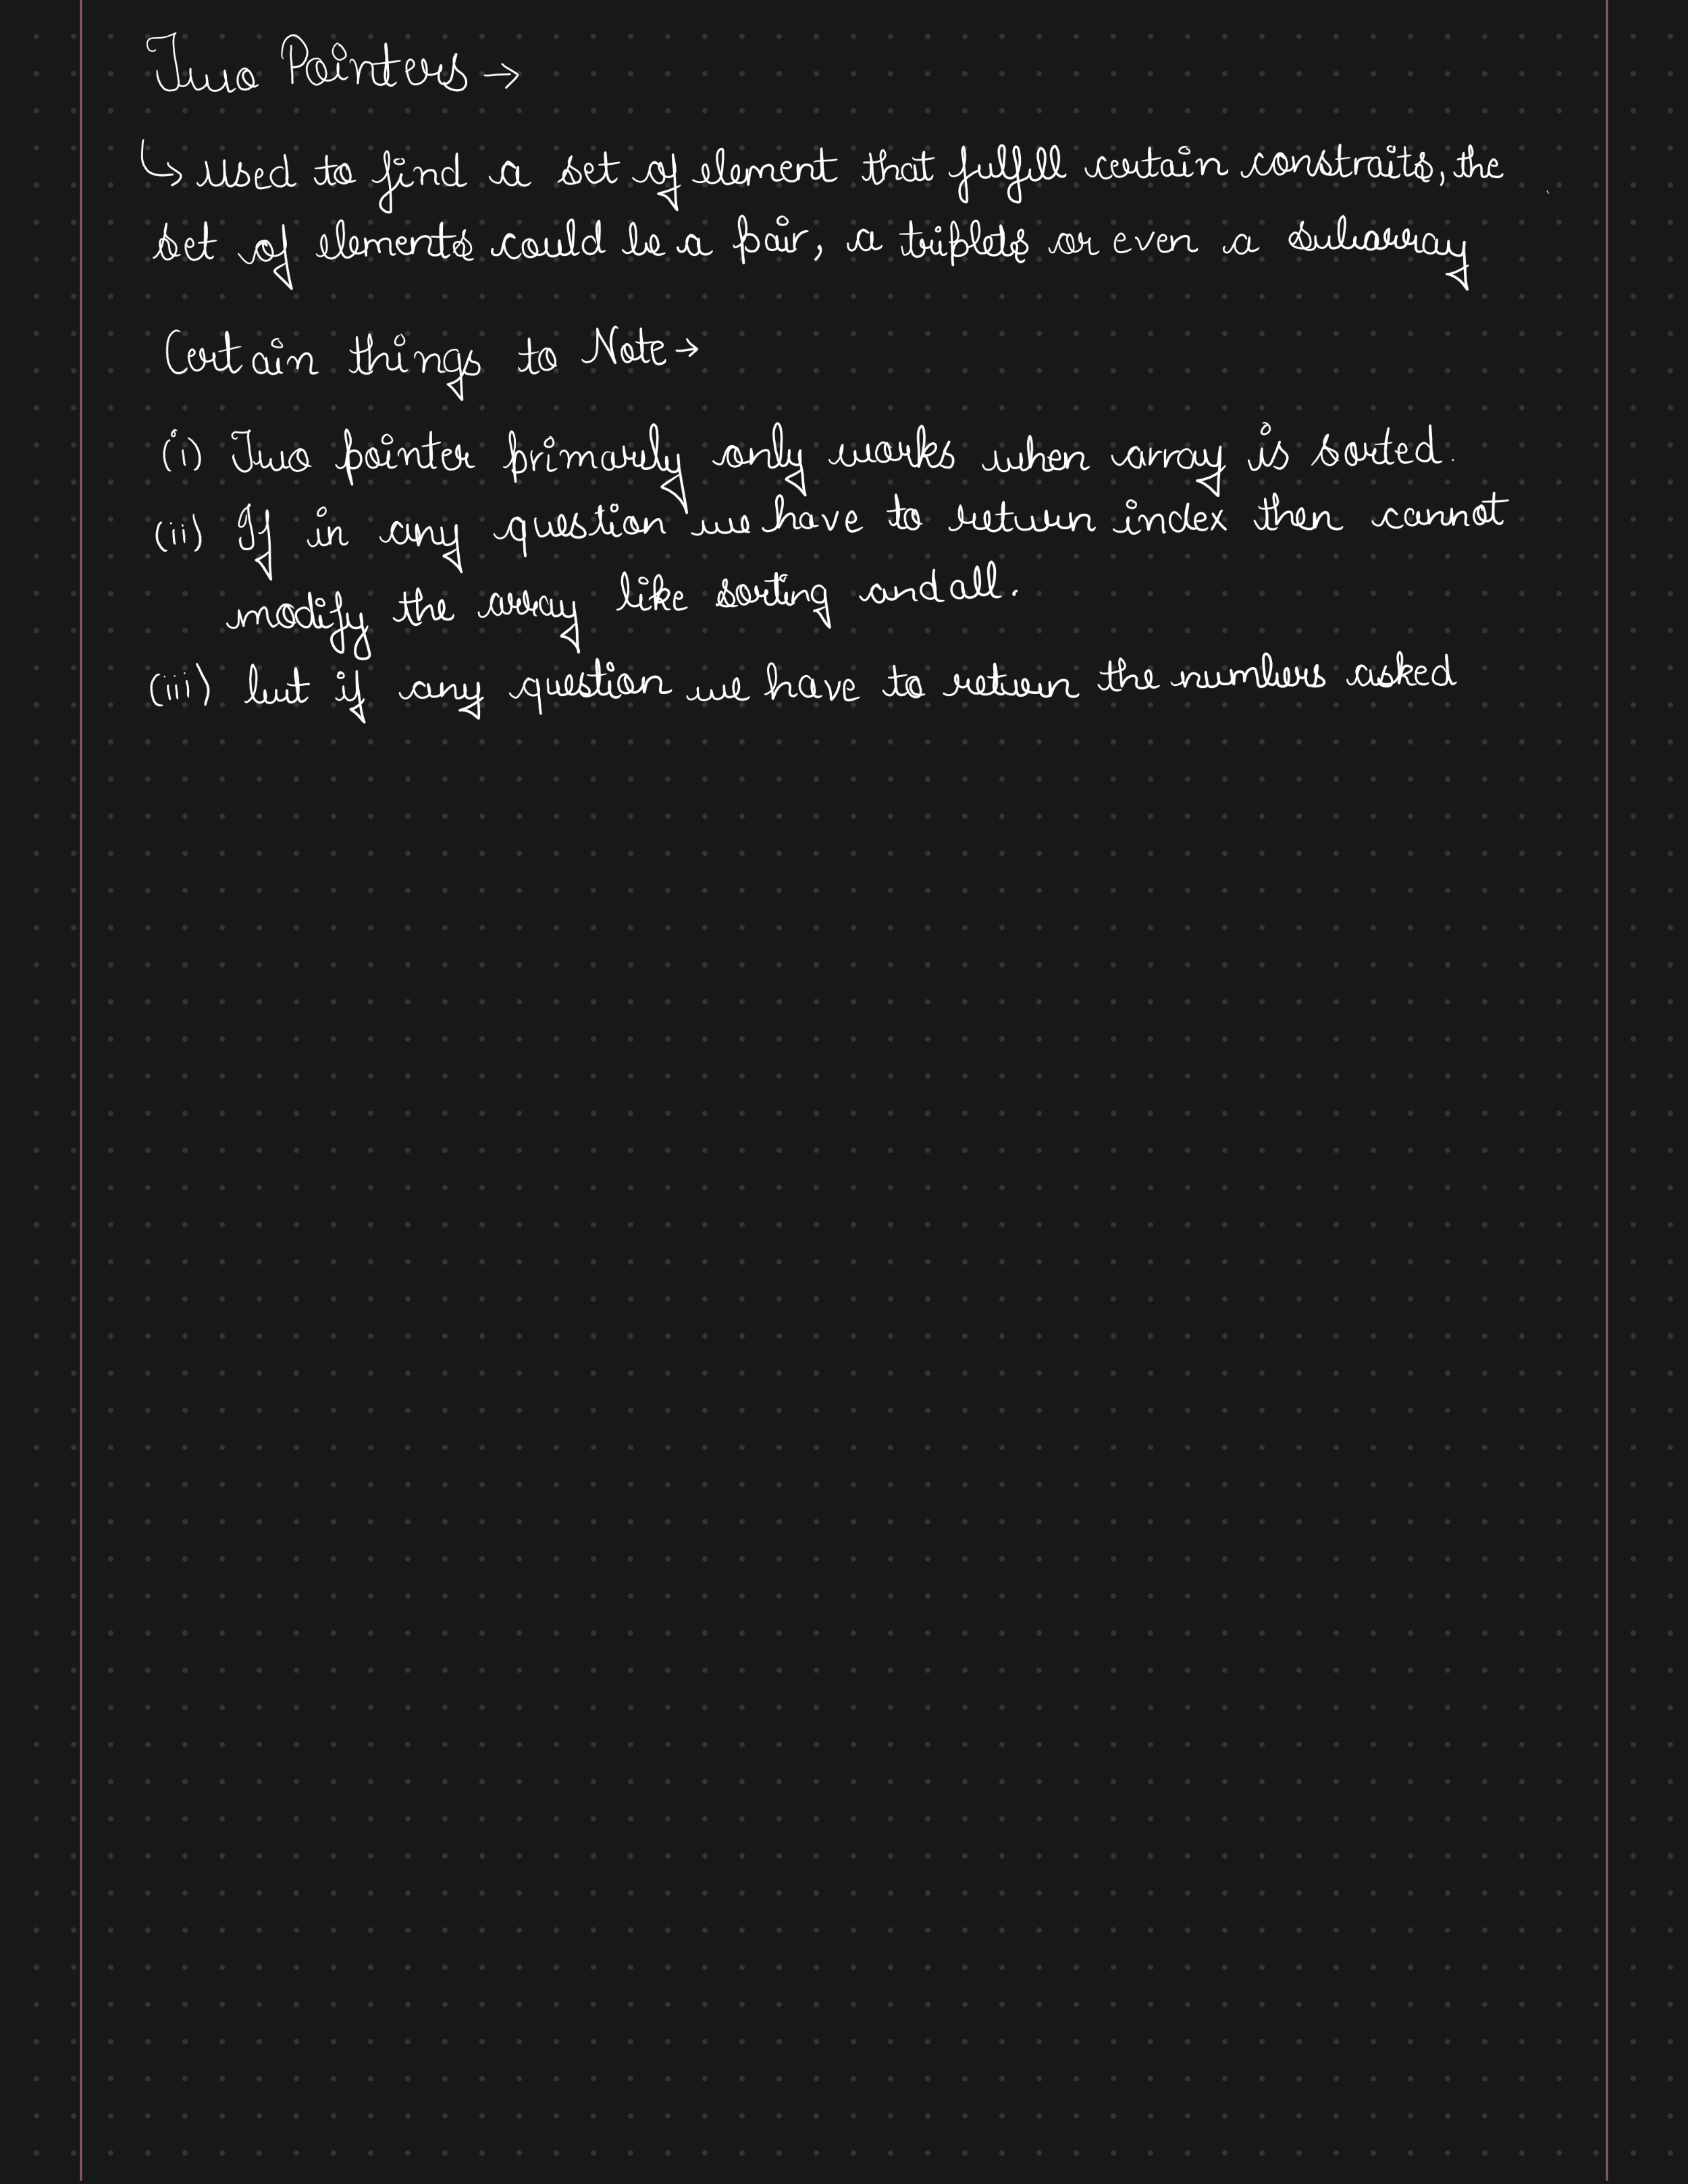 Two Pointers →
↳ used to find a set of element that fulfill certain constraits, the
set of elements could be a pair, a triplets or even a subarray
Certain things to Note →
(i) Two pointer primarily only works when array is sorted.
(ii) If in any question we have to return index then cannot
modify the array like sorting and all.
(iii) but if any question we have to return the numbers asked